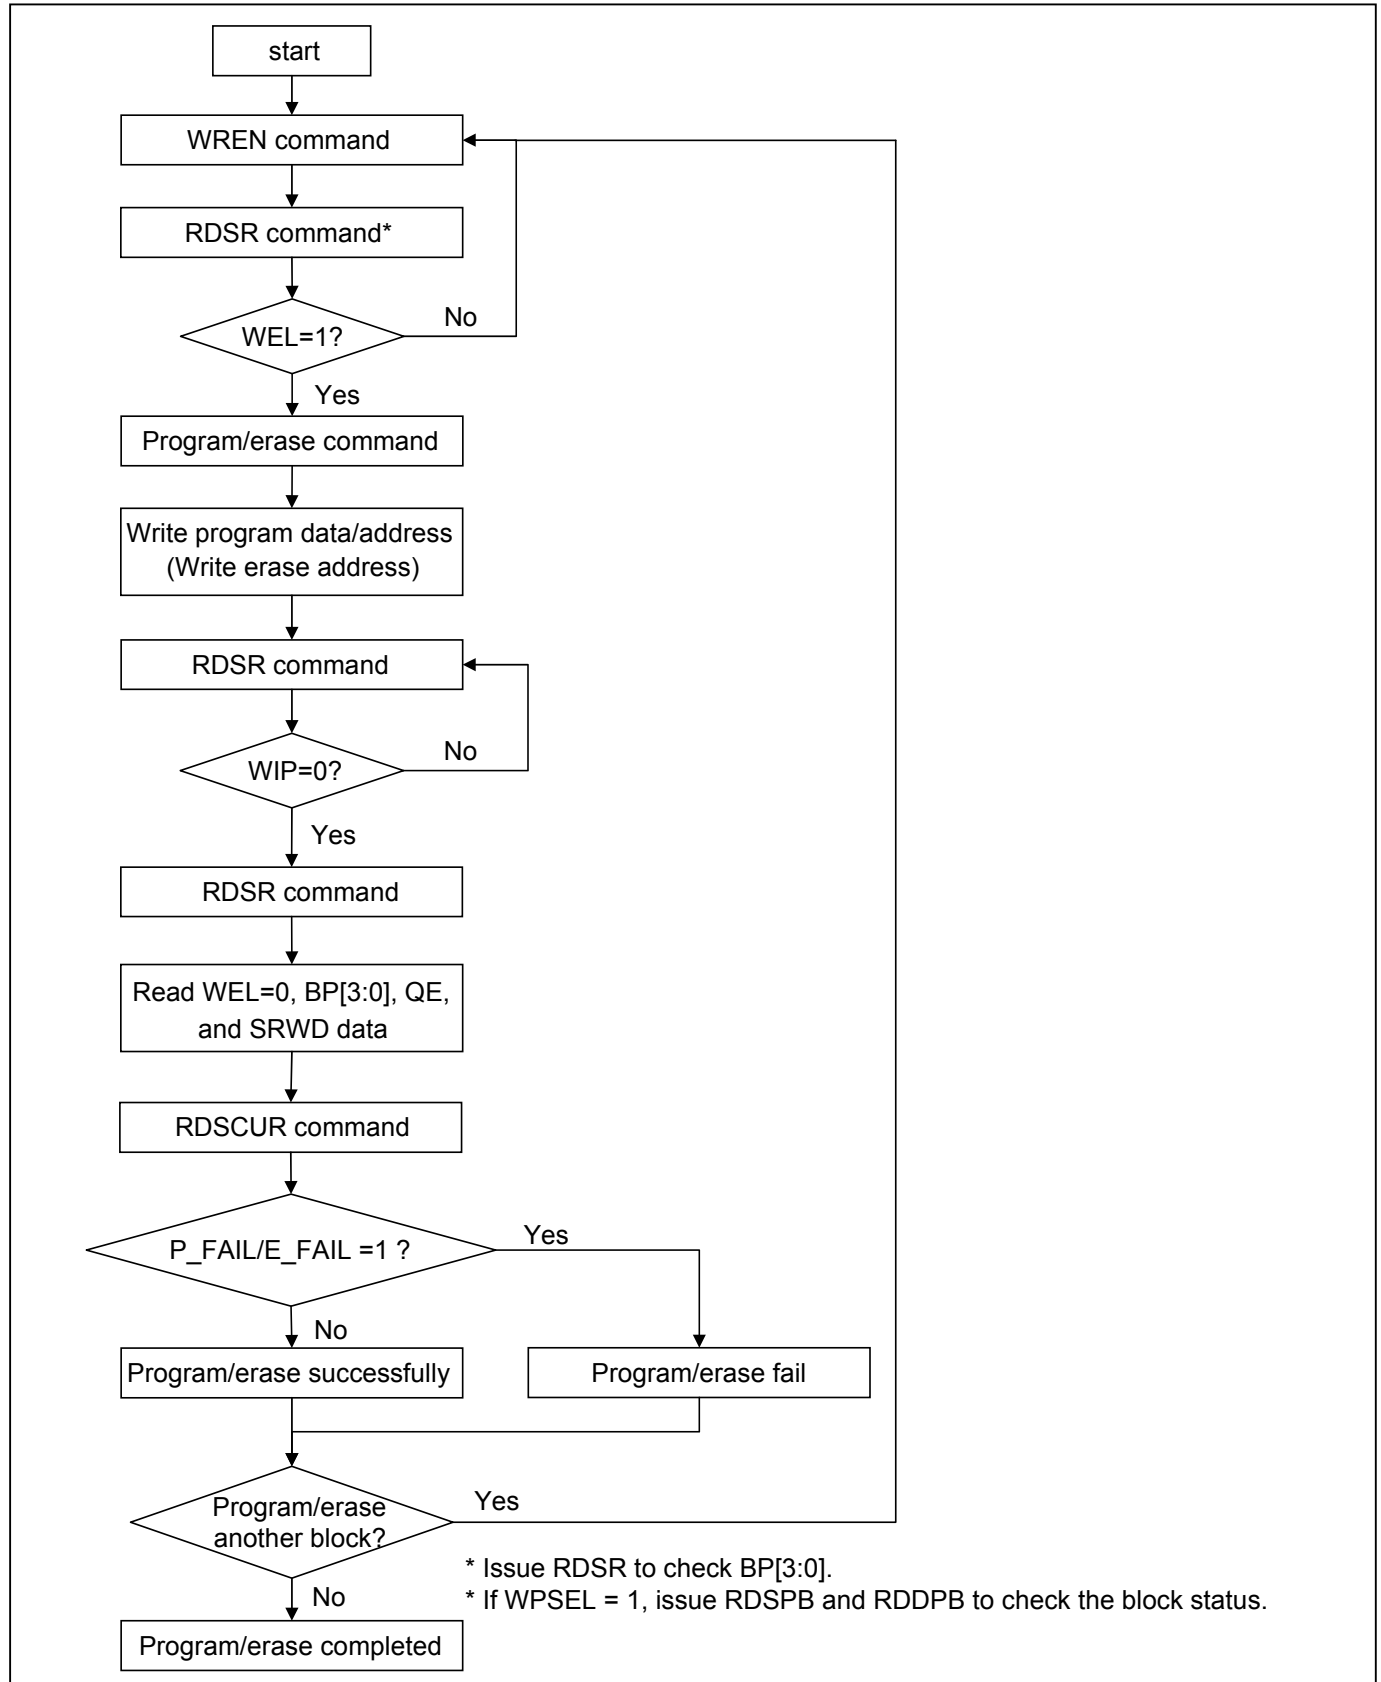 start
WREN command
RDSR command*
WEL=1?
No
Yes
Program/erase command
Write program data/address
(Write erase address)
RDSR command
WIP=0?
No
Yes
RDSR command
Read WEL=0, BP[3:0], QE,
and SRWD data
RDSCUR command
P_FAIL/E_FAIL =1 ?
Yes
No
Program/erase successfully
Program/erase fail
Program/erase
another block?
Yes
* Issue RDSR to check BP[3:0].
* If WPSEL = 1, issue RDSPB and RDDPB to check the block status.
No
Program/erase completed